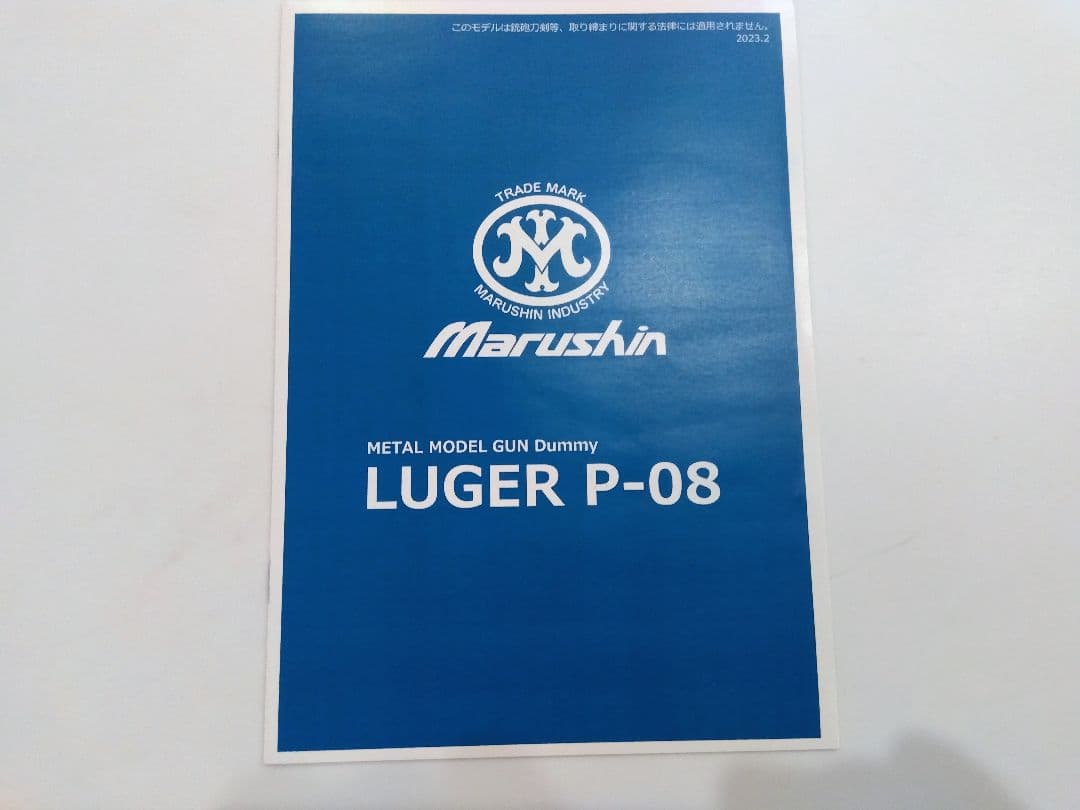 このモデルは銃砲刀剣等、取り締まりに関する法律には適用されません。
2023.2
TRADE MARK
M
MARUSHIN INDUSTRY
Marushin
METAL MODEL GUN Dummy
LUGER P-08